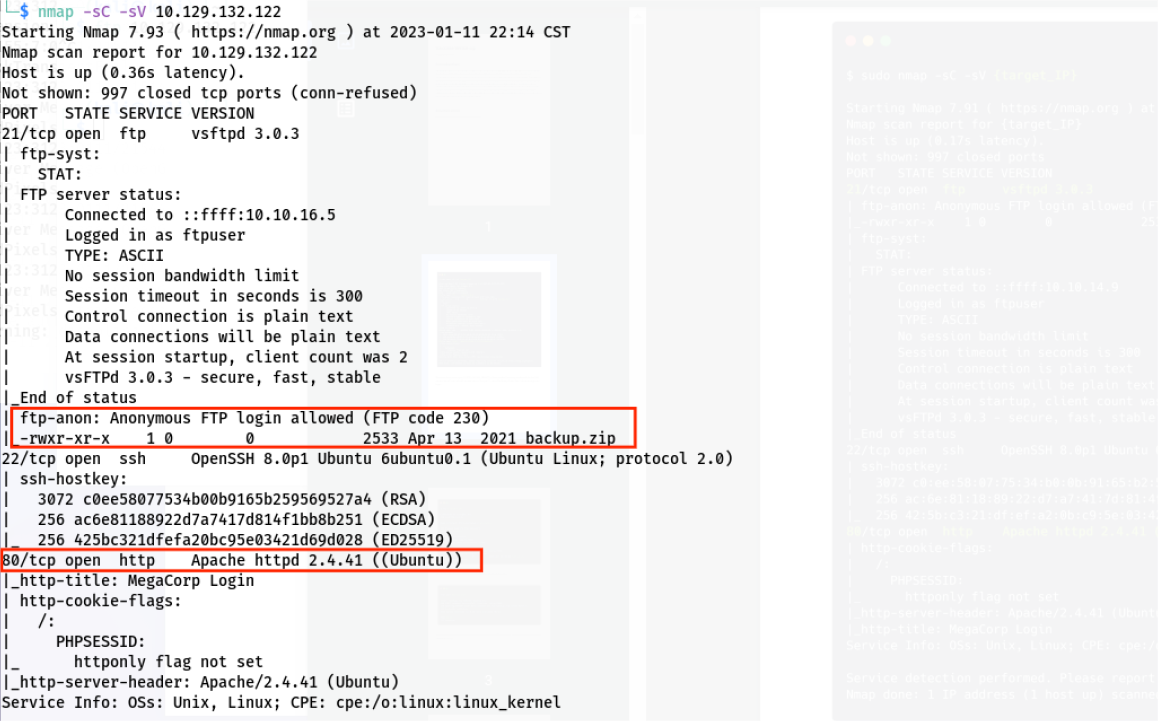 └─$ nmap -sC -sV 10.129.132.122
Starting Nmap 7.93 ( https://nmap.org ) at 2023-01-11 22:14 CST
Nmap scan report for 10.129.132.122
Host is up (0.36s latency).
Not shown: 997 closed tcp ports (conn-refused)
PORT   STATE SERVICE VERSION
21/tcp open  ftp     vsftpd 3.0.3
| ftp-syst:
|   STAT:
| FTP server status:
|      Connected to ::ffff:10.10.16.5
|      Logged in as ftpuser
|      TYPE: ASCII
|      No session bandwidth limit
|      Session timeout in seconds is 300
|      Control connection is plain text
|      Data connections will be plain text
|      At session startup, client count was 2
|      vsFTPd 3.0.3 - secure, fast, stable
|_End of status
| ftp-anon: Anonymous FTP login allowed (FTP code 230)
|_-rwxr-xr-x    1 0        0            2533 Apr 13  2021 backup.zip
22/tcp open  ssh     OpenSSH 8.0p1 Ubuntu 6ubuntu0.1 (Ubuntu Linux; protocol 2.0)
| ssh-hostkey:
|   3072 c0ee58077534b00b9165b259569527a4 (RSA)
|   256 ac6e81188922d7a7417d814f1bb8b251 (ECDSA)
|_  256 425bc321dfefa20bc95e03421d69d028 (ED25519)
80/tcp open  http    Apache httpd 2.4.41 ((Ubuntu))
|_http-title: MegaCorp Login
| http-cookie-flags:
|   /:
|     PHPSESSID:
|_      httponly flag not set
|_http-server-header: Apache/2.4.41 (Ubuntu)
Service Info: OSs: Unix, Linux; CPE: cpe:/o:linux:linux_kernel
$ sudo nmap -sC -sV [target_IP]